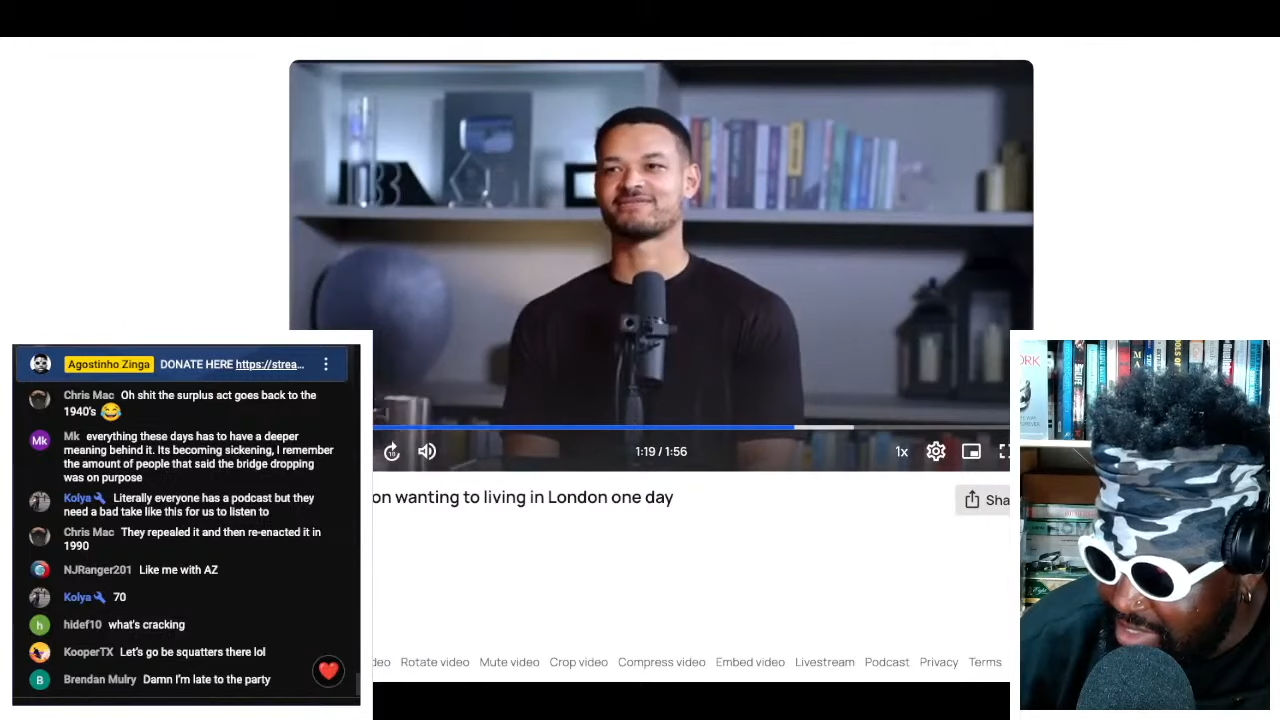 Agostinho Zinga DONATE HERE https://strea...
Chris Mac Oh shit the surplus act goes back to the
1940's
Mk everything these days has to have a deeper
meaning behind it. Its becoming sickening, I remember
the amount of people that said the bridge dropping
was on purpose
Kolya Literally everyone has a podcast but they
need a bad take like this for us to listen to
Chris Mac They repealed it and then re-enacted it in
1990
NJRanger201 Like me with AZ
Kolya 70
hidef10 what's cracking
KooperTX Let's go be squatters there lol
Brendan Mulry Damn I'm late to the party
1:19 / 1:56
1x
on wanting to living in London one day
Sha
deo Rotate video Mute video Crop video Compress video Embed video Livestream Podcast Privacy Terms